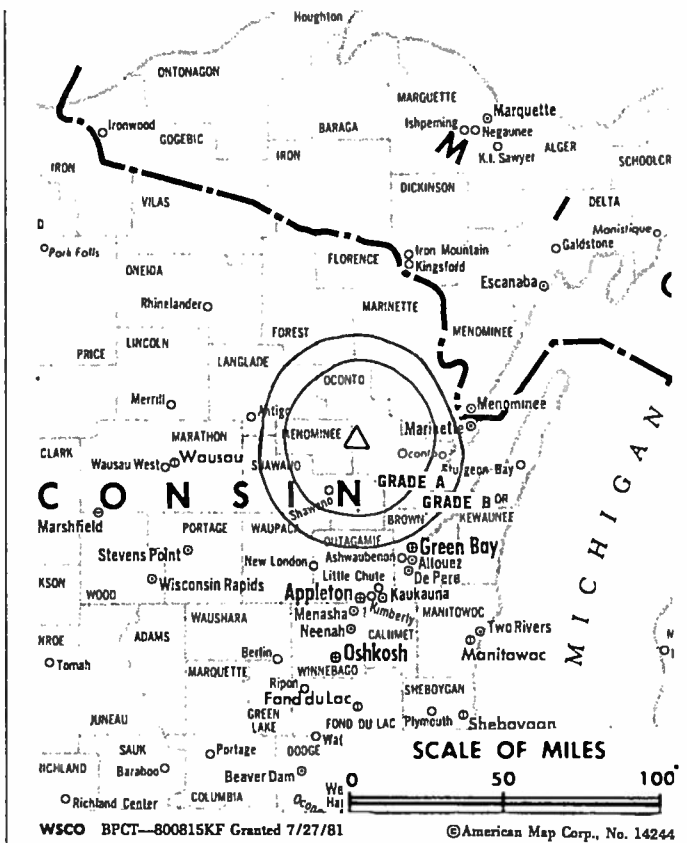 Houghton
ONTONAGON
MARQUETTE
Marquette
Ishpeming
Negaunee
Ironwood
GOGEBIC
BARAGA
M
K.I. Sawyer
ALGER
IRON
IRON
SCHOOLCR
DICKINSON
VILAS
DELTA
Manistique
D
Park Falls
Iron Mountain
Galdstone
FLORENCE
Kingsford
ONEIDA
Escanaba
Rhinelander
MARINETTE
FOREST
MENOMINEE
LINCOLN
PRICE
LANGLADE
OCONTO
Merrill
Antigo
Menominee
Marinette
MARATHON
MENOMINEE
CLARK
Oconto
Wausau West
Wausau
SHAWANO
Sturgeon Bay
GRADE A
CONSIN
Shawano
GRADE B OR
BROWN
KEWAUNEE
Marshfield
PORTAGE
WAUPACA
OUTAGAMIE
Green Bay
Stevens Point
New London
Ashwaubenon
Allouez
De Pere
Little Chute
KSON
WOOD
Wisconsin Rapids
Appleton
Kaukauna
Kimberly
WAUSHARA
Menasha
MANITOWOC
NROE
ADAMS
Neenah
CALUMET
Two Rivers
Berlin
Oshkosh
Manitowac
Tomah
MARQUETTE
WINNEBAGO
Ripon
SHEBOYGAN
Fond du Lac
JUNEAU
GREEN
LAKE
FOND DU LAC
Plymouth
Sheboygan
Wat
MICHIGAN
SAUK
Portage
DODGE
RICHLAND
Baraboo
Beaver Dam
COLUMBIA
Richland Center
SCALE OF MILES
0 50 100
WSCO BPCT—800815KF Granted 7/27/81
©American Map Corp., No. 14244